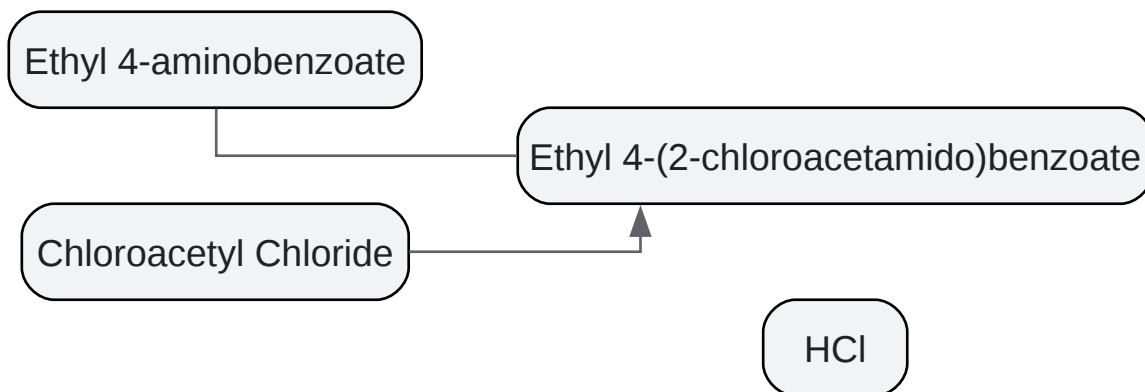 Ethyl 4-aminobenzoate
Ethyl 4-(2-chloroacetamido)benzoate
Chloroacetyl Chloride
HCl